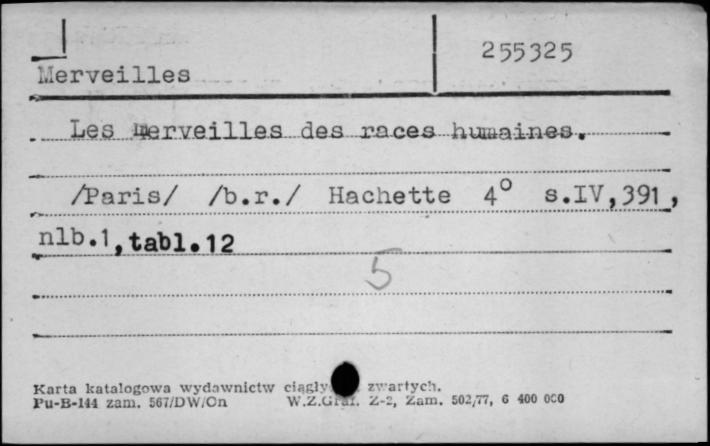 255325
Merveilles
Les merveilles des races humaines.
/Paris/ /b.r./ Hachette 4° s.IV,391,
nlb.1,tabl.12
5
Karta katalogowa wydawnictw zwartych.
Pu-B-144 zam. 567/DW/On W.Z.Graf. Z-2, Zam. 502/77, 6 400 000